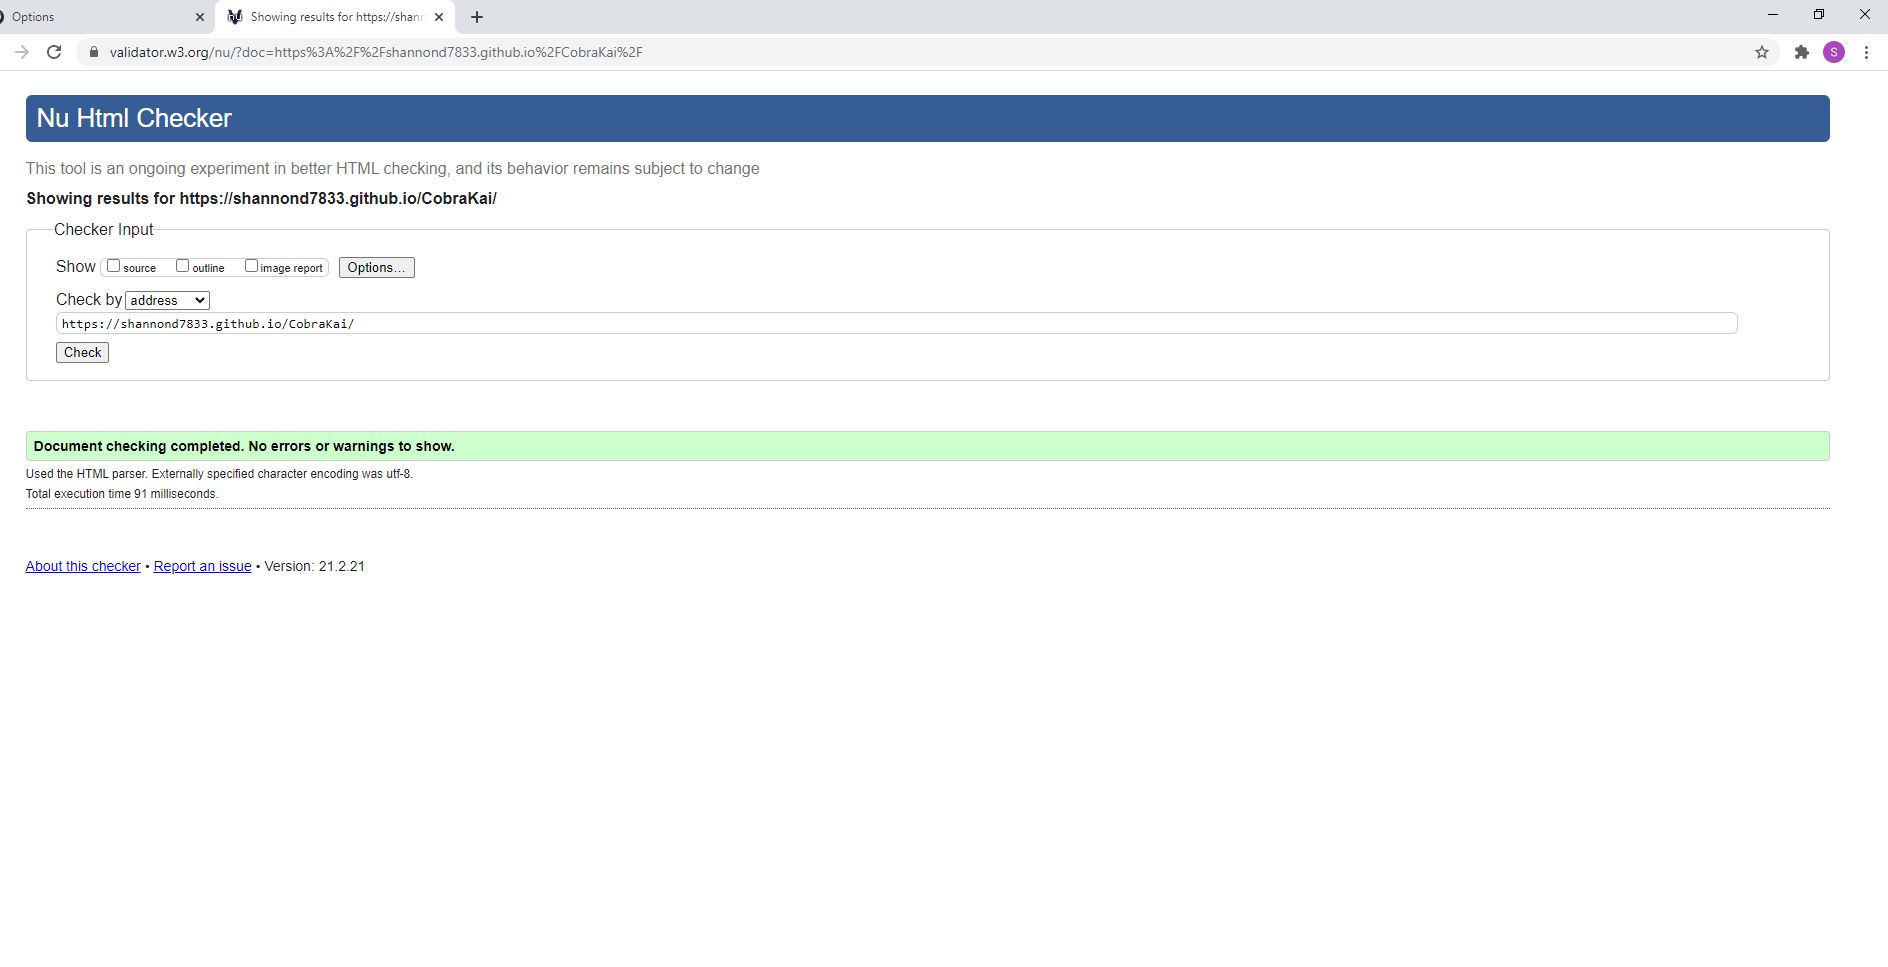 Options
Showing results for https://shann
validator.w3.org/nu/?doc=https%3A%2F%2Fshannond7833.github.io%2FCobraKai%2F
S
Nu Html Checker
This tool is an ongoing experiment in better HTML checking, and its behavior remains subject to change
Showing results for https://shannond7833.github.io/CobraKai/
Checker Input
Show source outline image report Options...
Check by address
https://shannond7833.github.io/CobraKai/
Check
Document checking completed. No errors or warnings to show.
Used the HTML parser. Externally specified character encoding was utf-8.
Total execution time 91 milliseconds.
About this checker • Report an issue • Version: 21.2.21